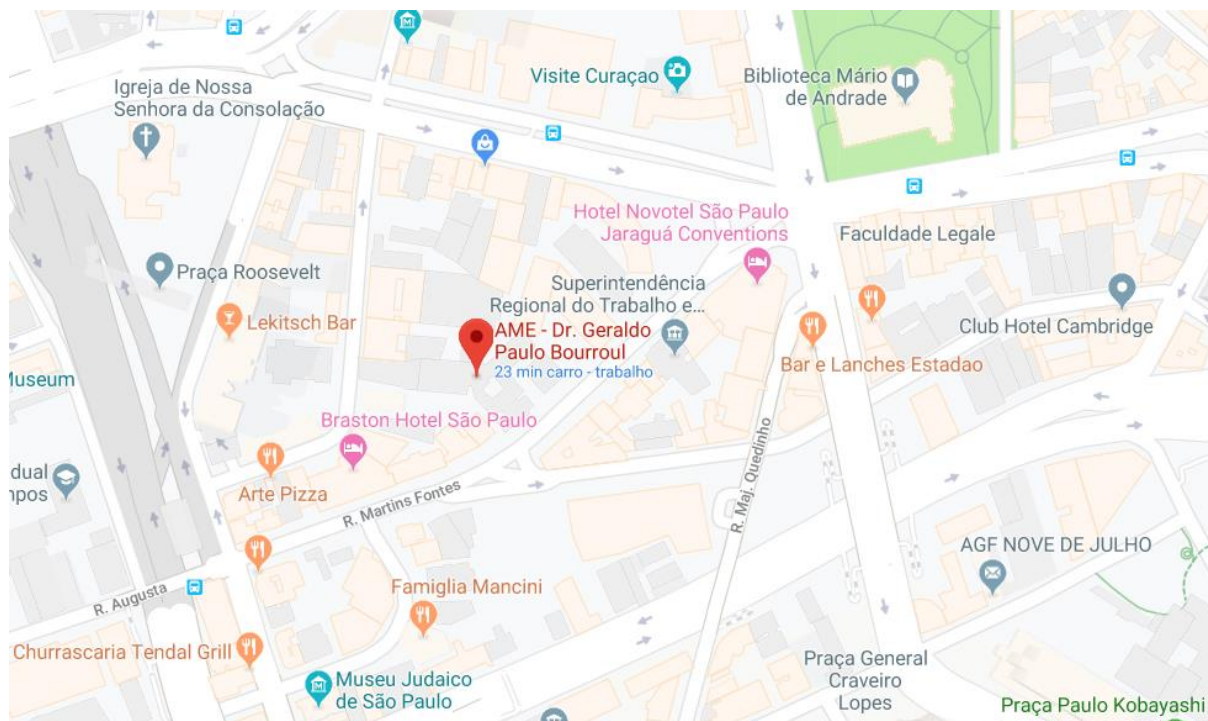 Visite Curaçao
Biblioteca Mário
de Andrade
Igreja de Nossa
Senhora da Consolação
Hotel Novotel São Paulo
Jaraguá Conventions
Faculdade Legale
Praça Roosevelt
Superintendência
Regional do Trabalho e...
Lekitsch Bar
AME - Dr. Geraldo
Paulo Bourroul
23 min carro - trabalho
Club Hotel Cambridge
Bar e Lanches Estadao
Museum
Braston Hotel São Paulo
dual
npos
Arte Pizza
R. Martins Fontes
R. Maj. Quedinho
AGF NOVE DE JULHO
R. Augusta
Famiglia Mancini
Churrascaria Tendal Grill
Museu Judaico
de São Paulo
Praça General
Craveiro
Lopes
Praça Paulo Kobayashi